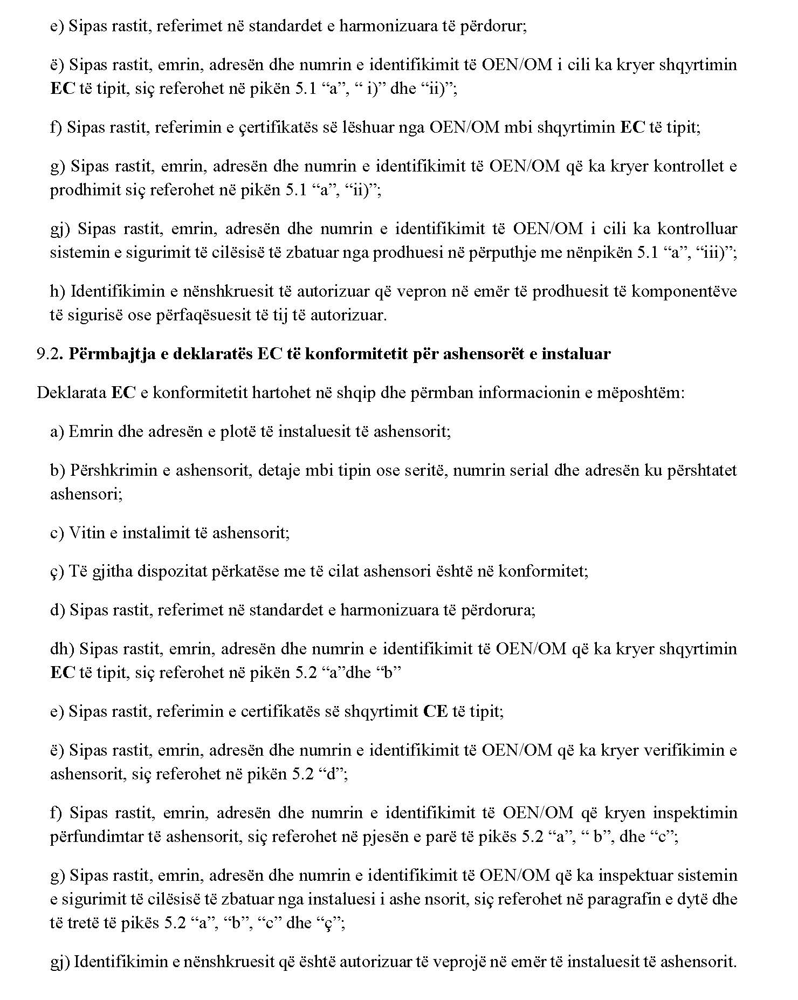 e) Sipas rastit, referimet në standardet e harmonizuara të përdorur;
ë) Sipas rastit, emrin, adresën dhe numrin e identifikimit të OEN/OM i cili ka kryer shqyrtimin
EC të tipit, siç referohet në pikën 5.1 “a”, “ i)” dhe “ii)”;
f) Sipas rastit, referimin e çertifikatës së lëshuar nga OEN/OM mbi shqyrtimin EC të tipit;
g) Sipas rastit, emrin, adresën dhe numrin e identifikimit të OEN/OM që ka kryer kontrollet e
prodhimit siç referohet në pikën 5.1 “a”, “ii)”;
gj) Sipas rastit, emrin, adresën dhe numrin e identifikimit të OEN/OM i cili ka kontrolluar
sistemin e sigurimit të cilësisë të zbatuar nga prodhuesi në përputhje me nënpikën 5.1 “a”, “iii)”;
h) Identifikimin e nënshkruesit të autorizuar që vepron në emër të prodhuesit të komponentëve
të sigurisë ose përfaqësuesit të tij të autorizuar.
9.2. Përmbajtja e deklaratës EC të konformitetit për ashensorët e instaluar
Deklarata EC e konformitetit hartohet në shqip dhe përmban informacionin e mëposhtëm:
a) Emrin dhe adresën e plotë të instaluesit të ashensorit;
b) Përshkrimin e ashensorit, detaje mbi tipin ose seritë, numrin serial dhe adresën ku përshtatet
ashensori;
c) Vitin e instalimit të ashensorit;
ç) Të gjitha dispozitat përkatëse me të cilat ashensori është në konformitet;
d) Sipas rastit, referimet në standardet e harmonizuara të përdorura;
dh) Sipas rastit, emrin, adresën dhe numrin e identifikimit të OEN/OM që ka kryer shqyrtimin
EC të tipit, siç referohet në pikën 5.2 “a”dhe “b”
e) Sipas rastit, referimin e certifikatës së shqyrtimit CE të tipit;
ë) Sipas rastit, emrin, adresën dhe numrin e identifikimit të OEN/OM që ka kryer verifikimin e
ashensorit, siç referohet në pikën 5.2 “d”;
f) Sipas rastit, emrin, adresën dhe numrin e identifikimit të OEN/OM që kryen inspektimin
përfundimtar të ashensorit, siç referohet në pjesën e parë të pikës 5.2 “a”, “ b”, dhe “c”;
g) Sipas rastit, emrin, adresën dhe numrin e identifikimit të OEN/OM që ka inspektuar sistemin
e sigurimit të cilësisë të zbatuar nga instaluesi i ashe nsorit, siç referohet në paragrafin e dytë dhe
të tretë të pikës 5.2 “a”, “b”, “c” dhe “ç”;
gj) Identifikimin e nënshkruesit që është autorizuar të veprojë në emër të instaluesit të ashensorit.